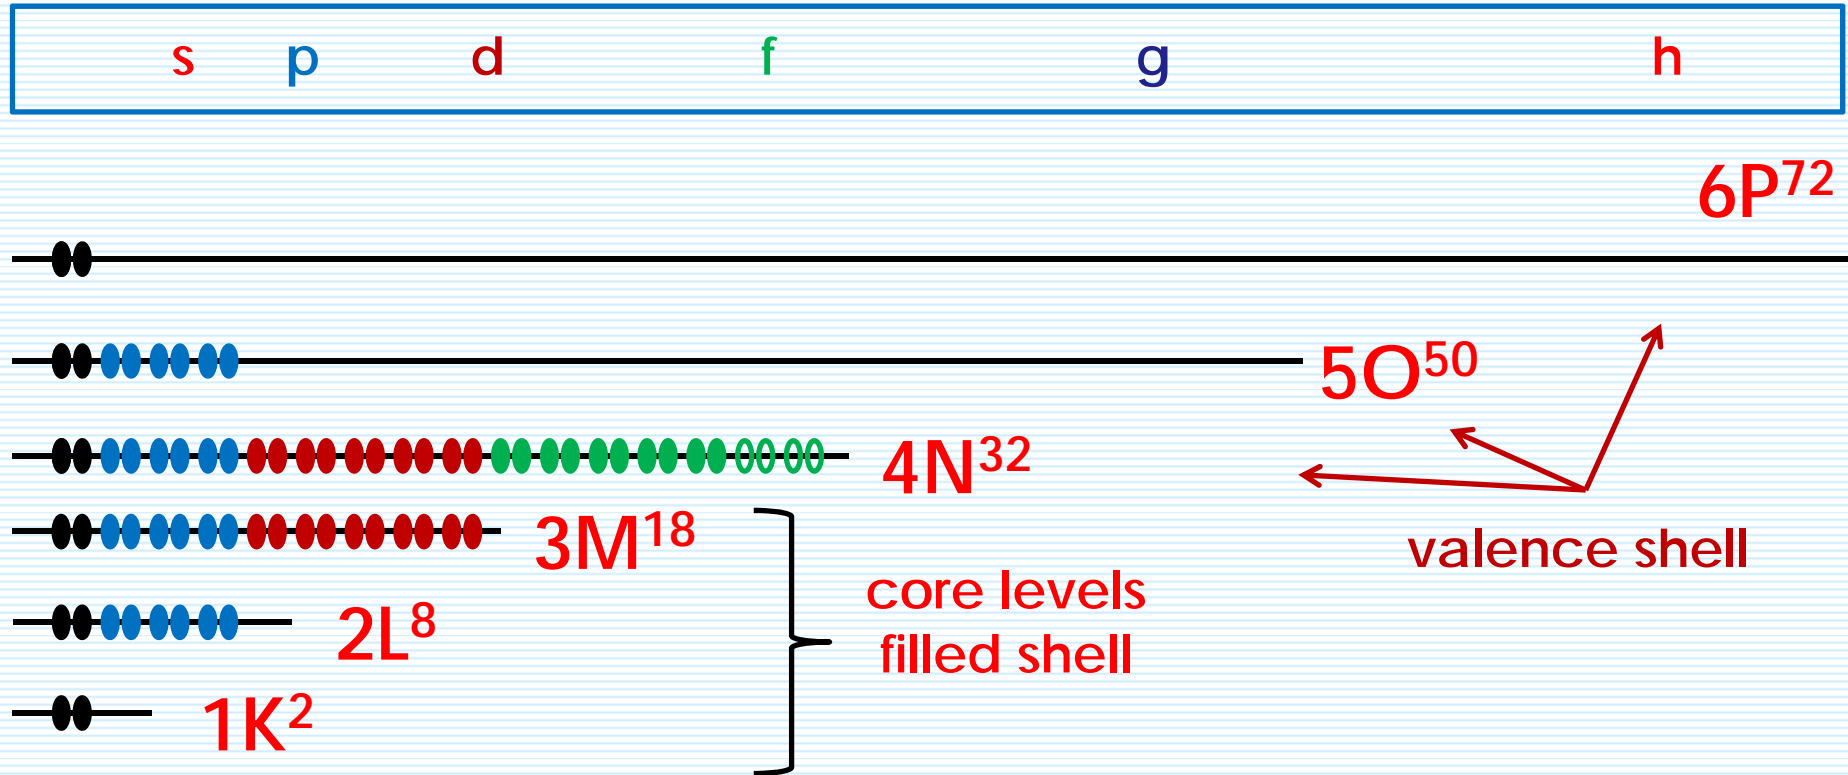 s p d f g h
6P⁷²
5O⁵⁰
4N³²
3M¹⁸
valence shell
core levels
filled shell
2L⁸
1K²